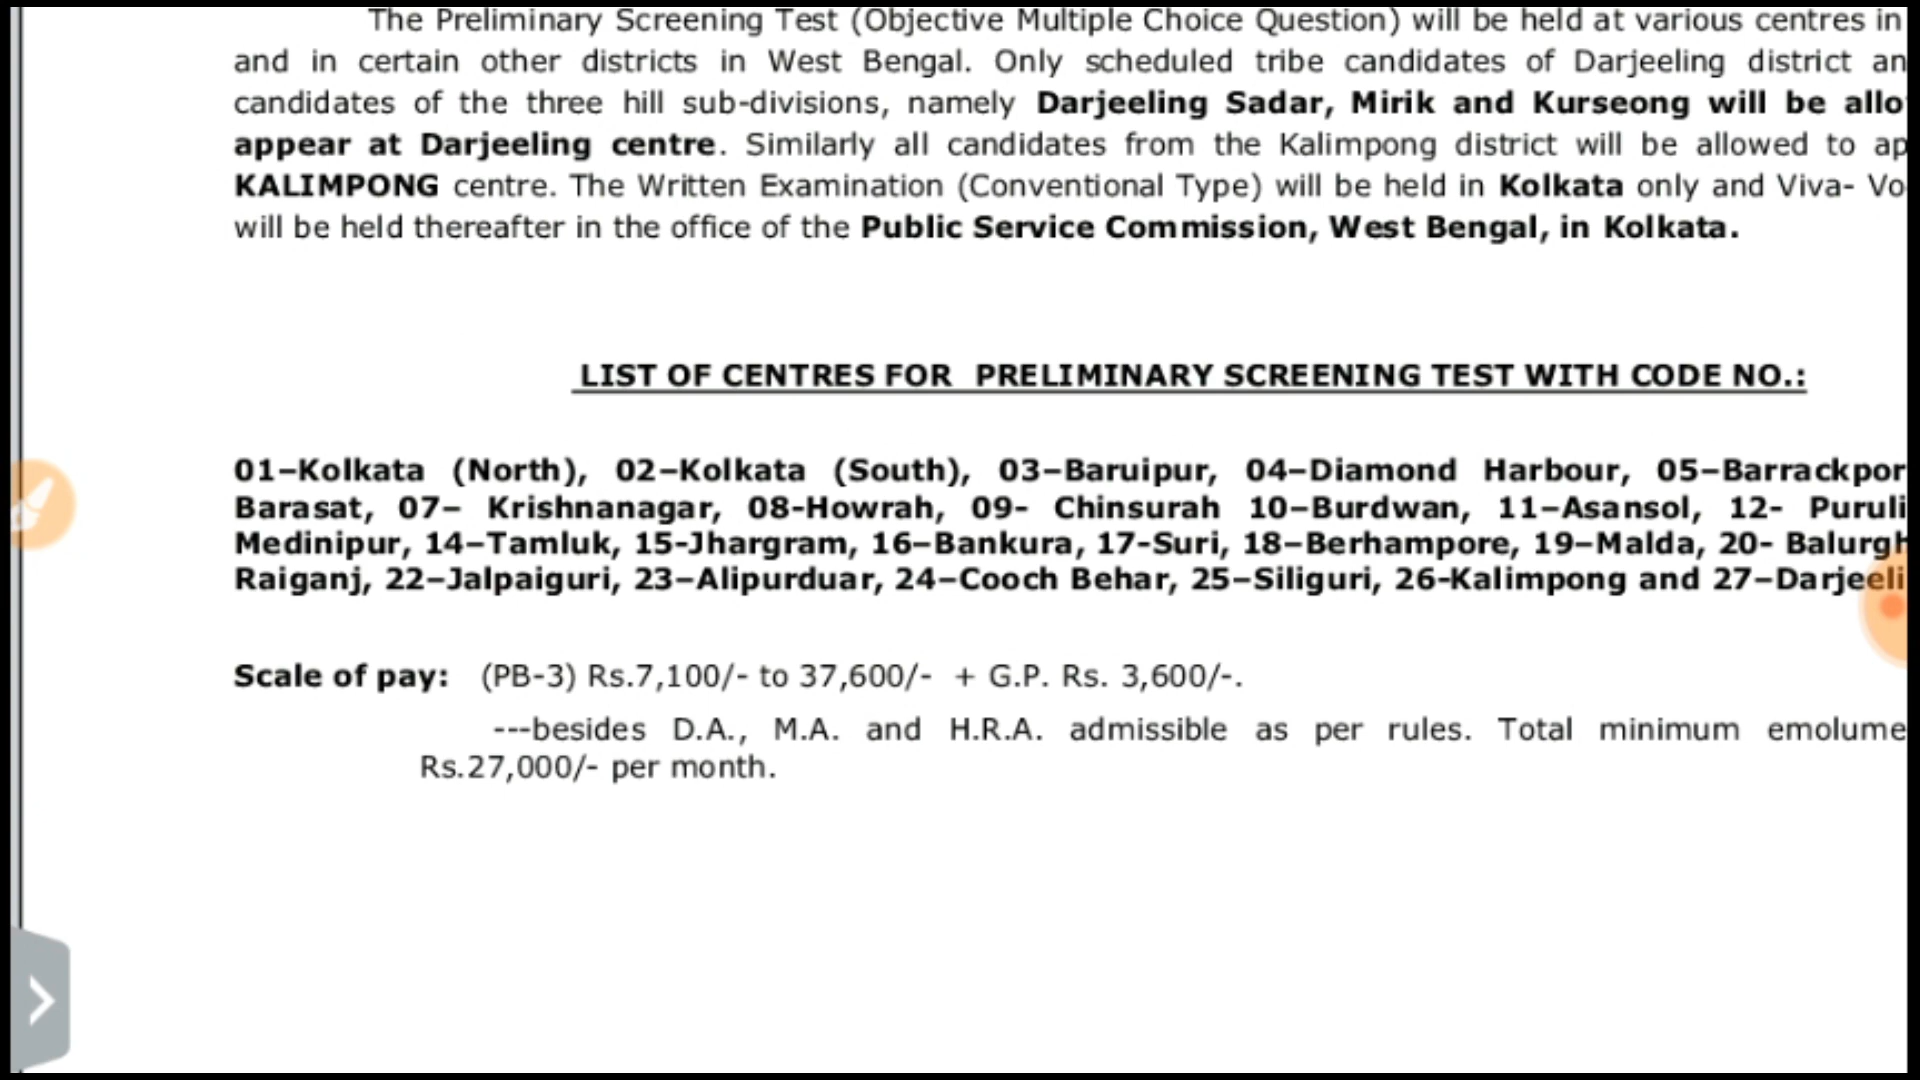 The Preliminary Screening Test (Objective Multiple Choice Question) will be held at various centres in
and in certain other districts in West Bengal. Only scheduled tribe candidates of Darjeeling district an
candidates of the three hill sub-divisions, namely Darjeeling Sadar, Mirik and Kurseong will be allo
appear at Darjeeling centre. Similarly all candidates from the Kalimpong district will be allowed to ap
KALIMPONG centre. The Written Examination (Conventional Type) will be held in Kolkata only and Viva- Vo
will be held thereafter in the office of the Public Service Commission, West Bengal, in Kolkata.
LIST OF CENTRES FOR PRELIMINARY SCREENING TEST WITH CODE NO.:
01–Kolkata (North), 02–Kolkata (South), 03–Baruipur, 04–Diamond Harbour, 05–Barrackpor
Barasat, 07– Krishnanagar, 08-Howrah, 09- Chinsurah 10–Burdwan, 11–Asansol, 12- Puruli
Medinipur, 14–Tamluk, 15-Jhargram, 16–Bankura, 17-Suri, 18–Berhampore, 19–Malda, 20- Balurgh
Raiganj, 22–Jalpaiguri, 23–Alipurduar, 24–Cooch Behar, 25–Siliguri, 26-Kalimpong and 27–Darjeeli
Scale of pay: (PB-3) Rs.7,100/- to 37,600/- + G.P. Rs. 3,600/-.
---besides D.A., M.A. and H.R.A. admissible as per rules. Total minimum emolume
Rs.27,000/- per month.